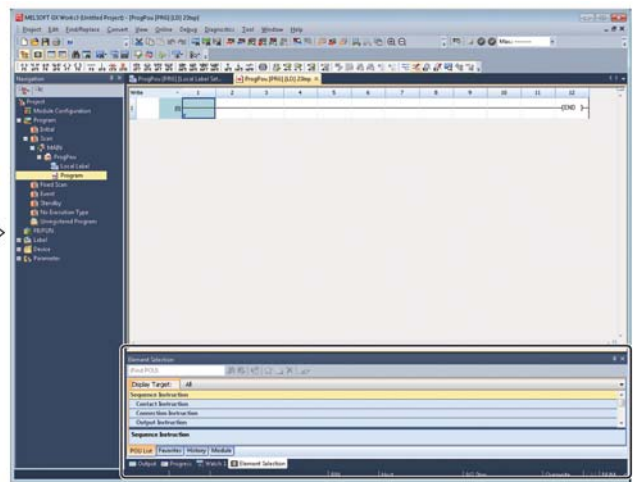 MELSOFT GX Works3 (Untitled Project) - [ProgPou [PRG] [LD] 2Step]
Project Edit Find/Replace Convert View Online Debug Diagnostics Tool Window Help
Navigation
ProgPou [PRG] [Local Label Set...
ProgPou [PRG] [LD] 2Step
Write 1 2 3 4 5 6 7 8 9 10 11 12
1 (0) [END ]
Project
Module Configuration
Program
Initial
Scan
MAIN
ProgPou
Local Label
Program
Fixed Scan
Event
Standby
No Execution Type
Unregistered Program
FB/FUN
Label
Device
Parameter
Element Selection
(Find POU)
Display Target: All
Sequence Instruction
Contact Instruction
Connection Instruction
Output Instruction
Sequence Instruction
POU List Favorites History Module
Output Progress Watch 1 Element Selection
Host
Overwrite
NUM